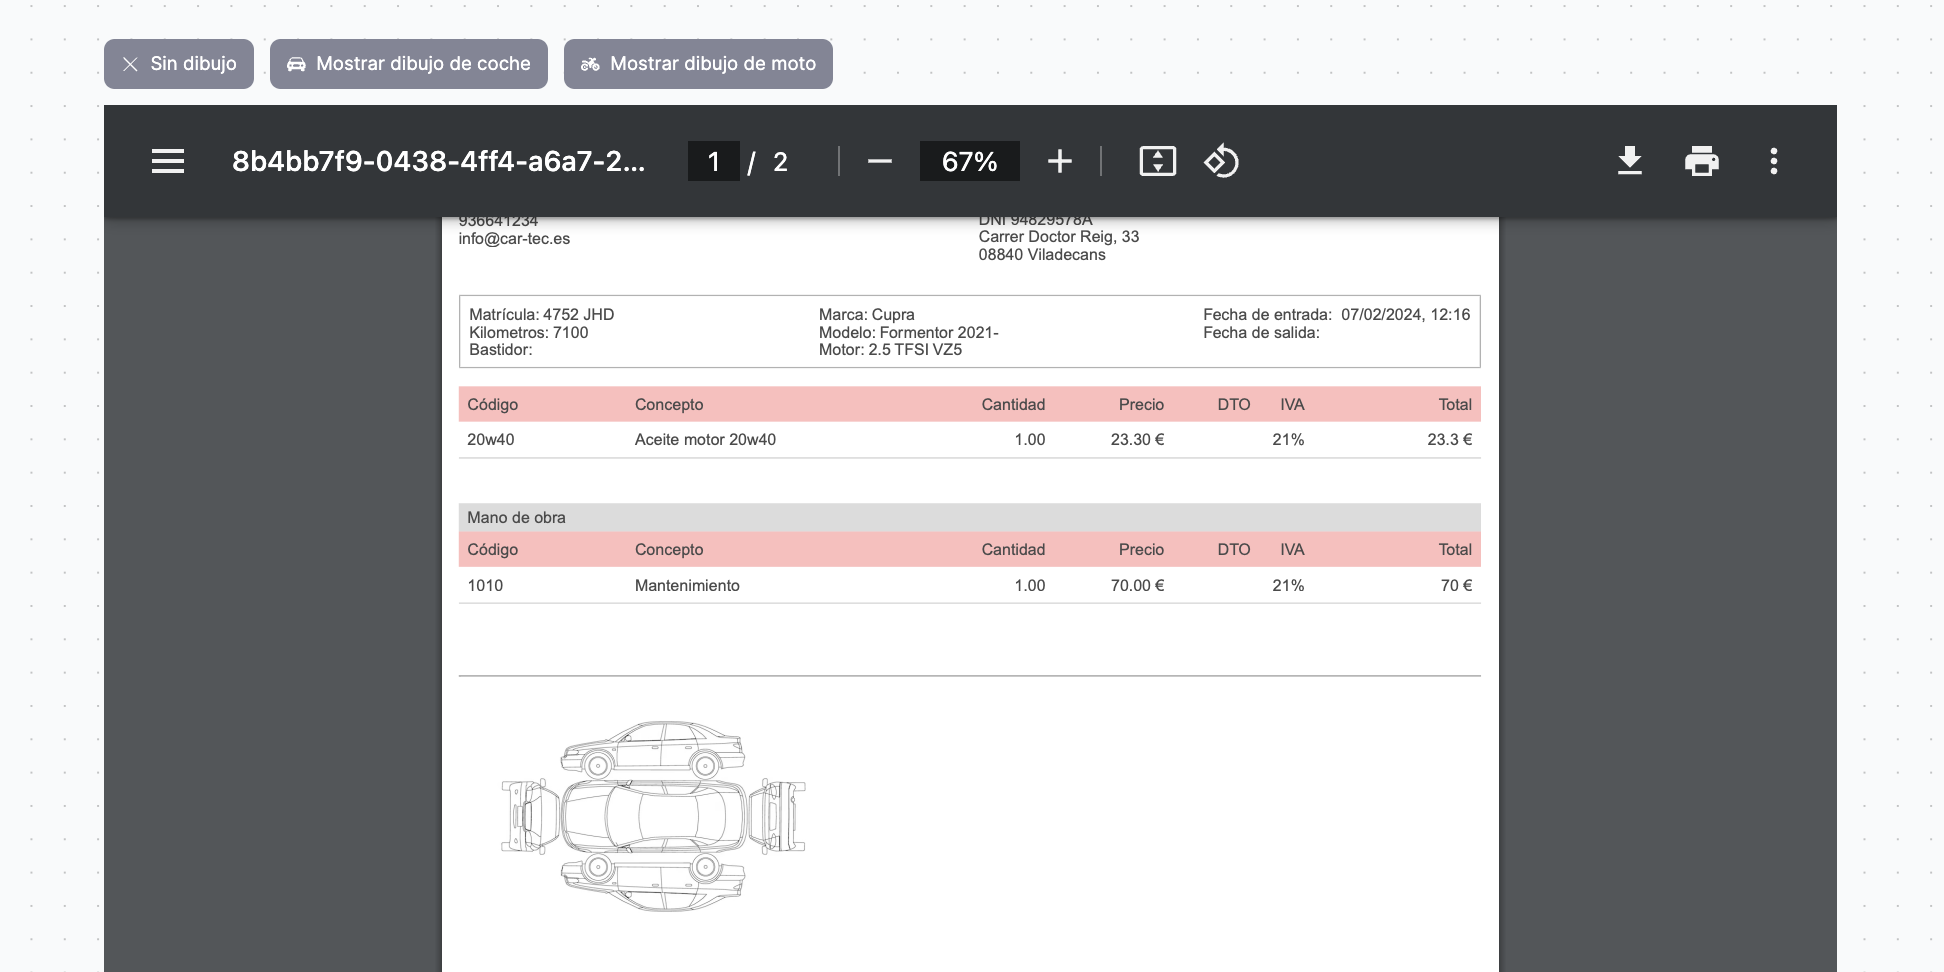 Sin dibujo
Mostrar dibujo de coche
Mostrar dibujo de moto
8b4bb7f9-0438-4ff4-a6a7-2...
1 / 2
67%
936641234
info@car-tec.es
DNI 94829578A
Carrer Doctor Reig, 33
08840 Viladecans
Matrícula: 4752 JHD
Kilometros: 7100
Bastidor:
Marca: Cupra
Modelo: Formentor 2021-
Motor: 2.5 TFSI VZ5
Fecha de entrada: 07/02/2024, 12:16
Fecha de salida:
Código Concepto Cantidad Precio DTO IVA Total
20w40 Aceite motor 20w40 1.00 23.30 € 21% 23.3 €
Mano de obra
Código Concepto Cantidad Precio DTO IVA Total
1010 Mantenimiento 1.00 70.00 € 21% 70 €